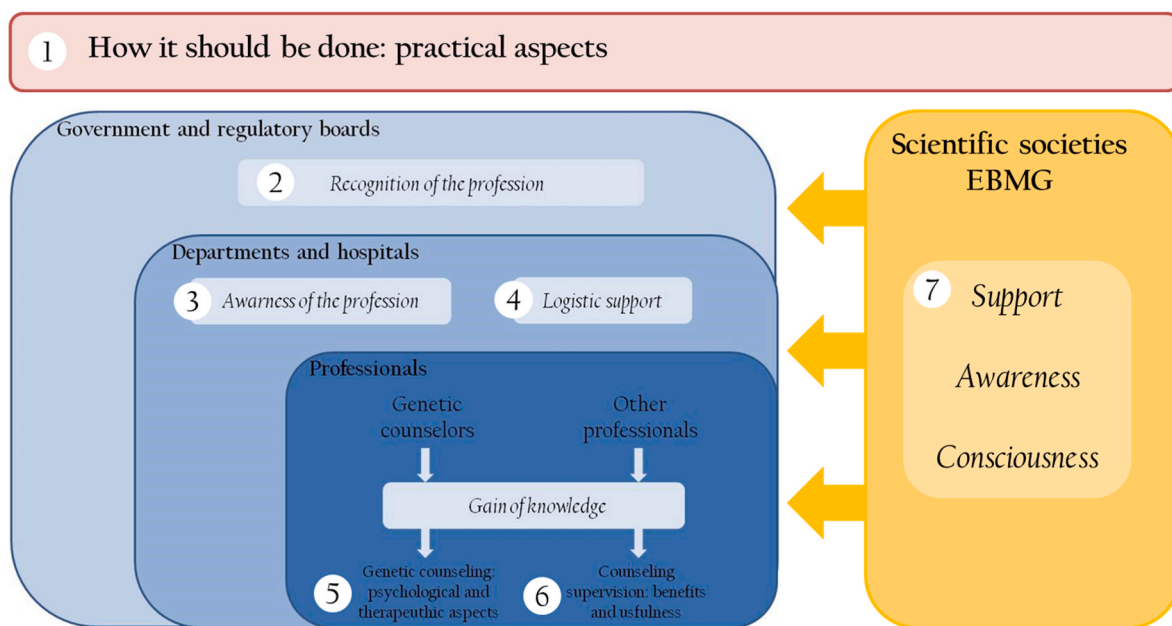 1 How it should be done: practical aspects
Government and regulatory boards
2 Recognition of the profession
Departments and hospitals
3 Awarness of the profession
4 Logistic support
Professionals
Genetic
counselors
Other
professionals
Gain of knowledge
5 Genetic counseling:
psychological and
therapeuthic aspects
6 Counseling
supervision: benefits
and usfulness
Scientific societies
EBMG
7 Support
Awareness
Consciousness